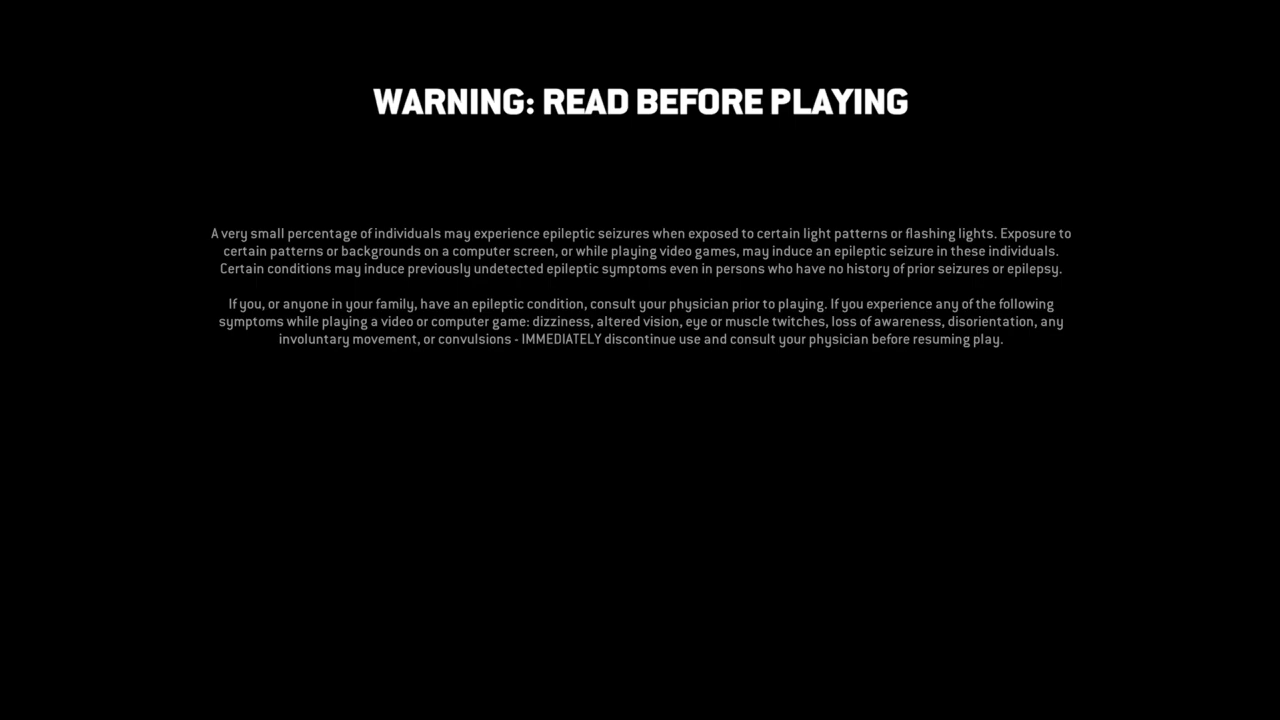 WARNING: READ BEFORE PLAYING
A very small percentage of individuals may experience epileptic seizures when exposed to certain light patterns or flashing lights. Exposure to
certain patterns or backgrounds on a computer screen, or while playing video games, may induce an epileptic seizure in these individuals.
Certain conditions may induce previously undetected epileptic symptoms even in persons who have no history of prior seizures or epilepsy.
If you, or anyone in your family, have an epileptic condition, consult your physician prior to playing. If you experience any of the following
symptoms while playing a video or computer game: dizziness, altered vision, eye or muscle twitches, loss of awareness, disorientation, any
involuntary movement, or convulsions - IMMEDIATELY discontinue use and consult your physician before resuming play.